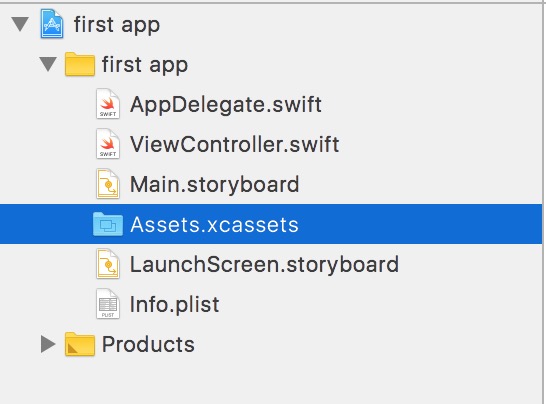 first app
first app
AppDelegate.swift
ViewController.swift
Main.storyboard
Assets.xcassets
LaunchScreen.storyboard
Info.plist
Products